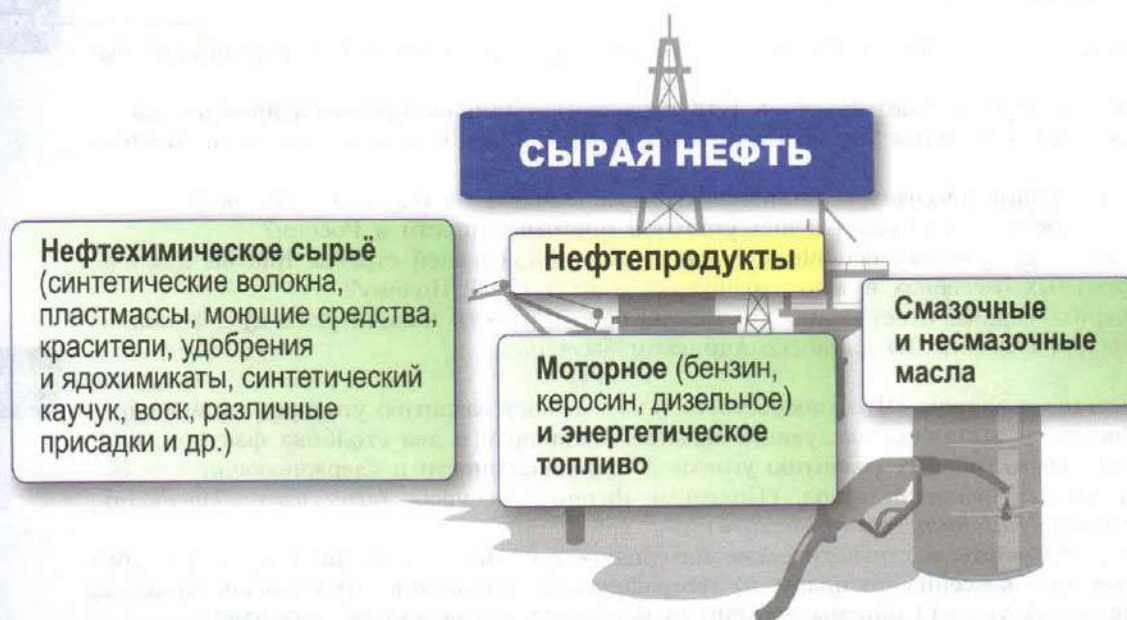 СЫРАЯ НЕФТЬ
Нефтепродукты
Нефтехимическое сырьё
(синтетические волокна,
пластмассы, моющие средства,
красители, удобрения
и ядохимикаты, синтетический
каучук, воск, различные
присадки и др.)
Моторное (бензин,
керосин, дизельное)
и энергетическое
топливо
Смазочные
и несмазочные
масла